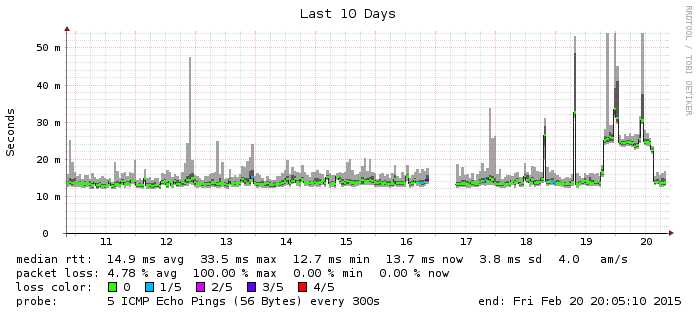 Last 10 Days
RRDTOOL / TOBI OETIKER
Seconds
50 m
40 m
30 m
20 m
10 m
0
11 12 13 14 15 16 17 18 19 20
median rtt: 14.9 ms avg 33.5 ms max 12.7 ms min 13.7 ms now 3.8 ms sd 4.0 am/s
packet loss: 4.78 % avg 100.00 % max 0.00 % min 0.00 % now
loss color: 0 1/5 2/5 3/5 4/5
probe: 5 ICMP Echo Pings (56 Bytes) every 300s end: Fri Feb 20 20:05:10 2015